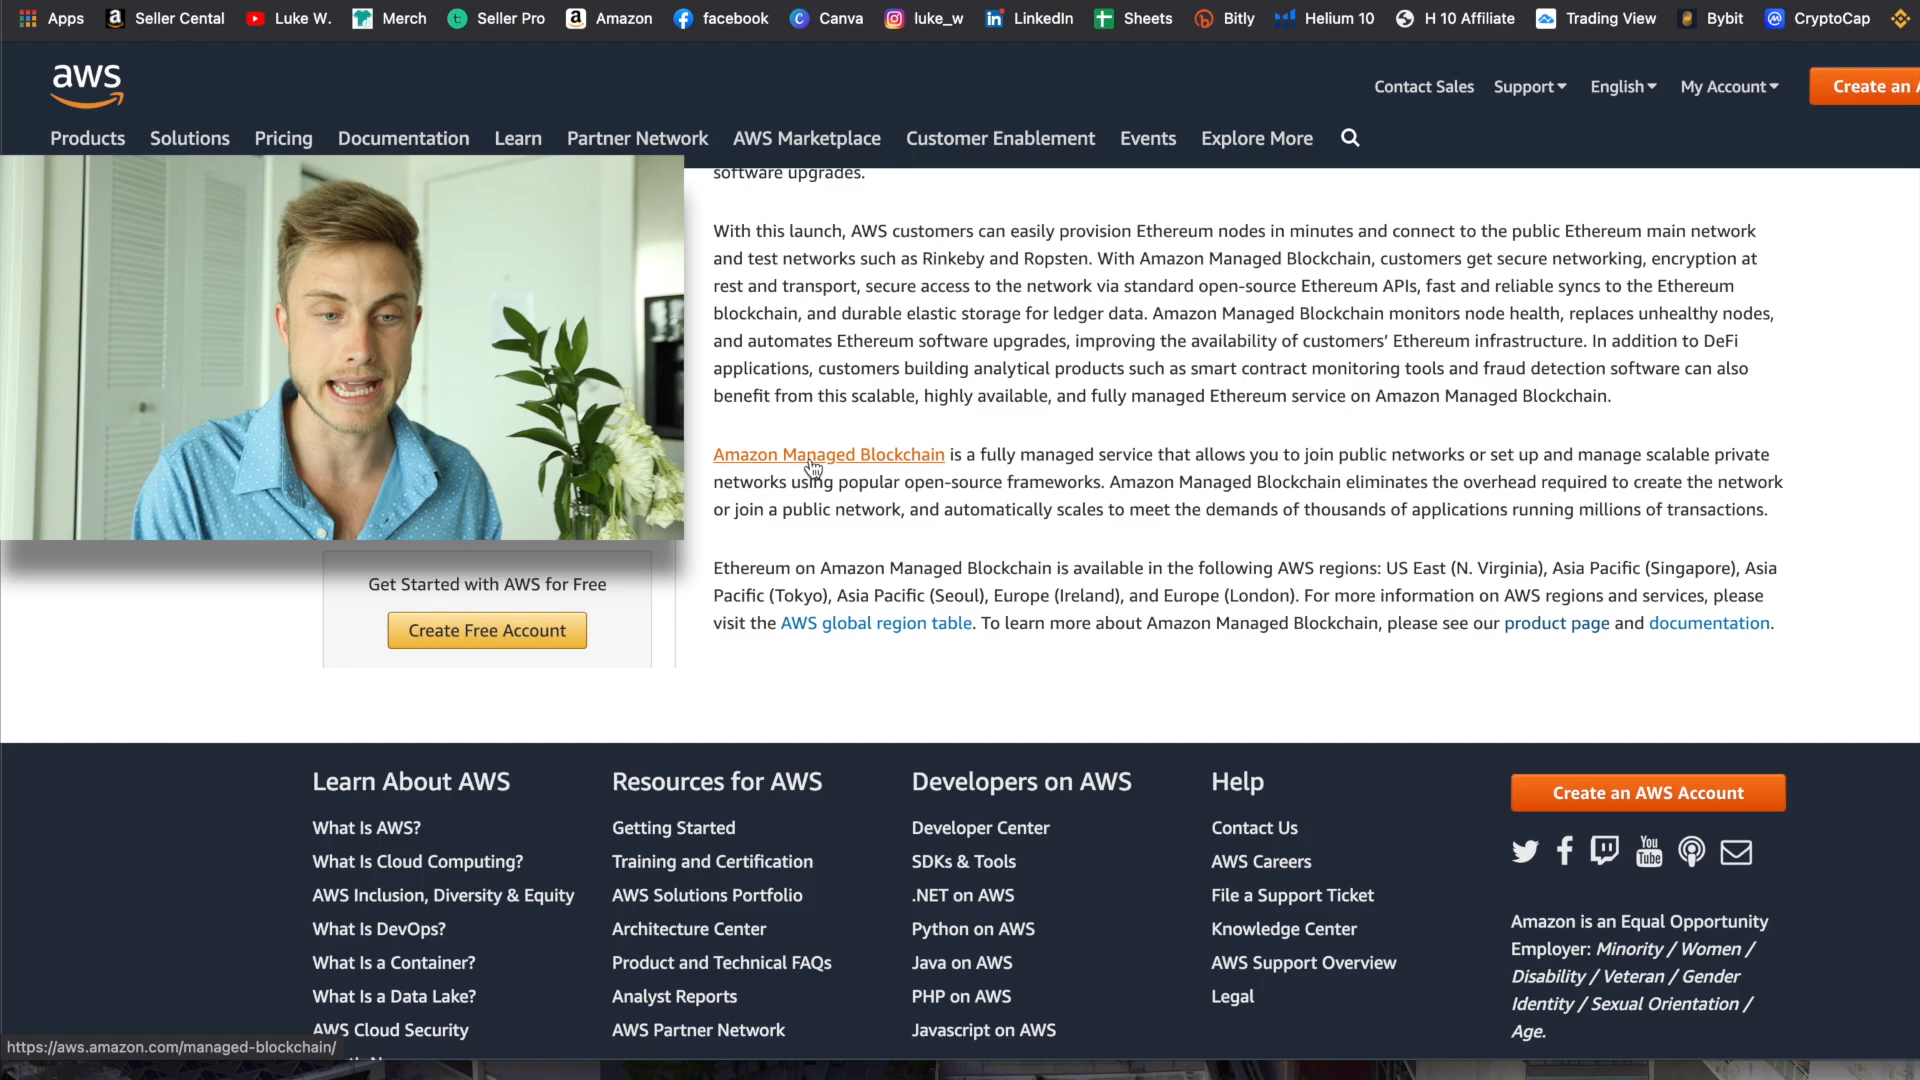 Apps Seller Cental Luke W. Merch Seller Pro Amazon facebook Canva luke_w LinkedIn Sheets Bitly Helium 10 H 10 Affiliate Trading View Bybit CryptoCap
aws
Contact Sales Support English My Account Create an A
Products Solutions Pricing Documentation Learn Partner Network AWS Marketplace Customer Enablement Events Explore More
software upgrades.
With this launch, AWS customers can easily provision Ethereum nodes in minutes and connect to the public Ethereum main network
and test networks such as Rinkeby and Ropsten. With Amazon Managed Blockchain, customers get secure networking, encryption at
rest and transport, secure access to the network via standard open-source Ethereum APIs, fast and reliable syncs to the Ethereum
blockchain, and durable elastic storage for ledger data. Amazon Managed Blockchain monitors node health, replaces unhealthy nodes,
and automates Ethereum software upgrades, improving the availability of customers’ Ethereum infrastructure. In addition to DeFi
applications, customers building analytical products such as smart contract monitoring tools and fraud detection software can also
benefit from this scalable, highly available, and fully managed Ethereum service on Amazon Managed Blockchain.
Amazon Managed Blockchain is a fully managed service that allows you to join public networks or set up and manage scalable private
networks using popular open-source frameworks. Amazon Managed Blockchain eliminates the overhead required to create the network
or join a public network, and automatically scales to meet the demands of thousands of applications running millions of transactions.
Ethereum on Amazon Managed Blockchain is available in the following AWS regions: US East (N. Virginia), Asia Pacific (Singapore), Asia
Pacific (Tokyo), Asia Pacific (Seoul), Europe (Ireland), and Europe (London). For more information on AWS regions and services, please
visit the AWS global region table. To learn more about Amazon Managed Blockchain, please see our product page and documentation.
Get Started with AWS for Free
Create Free Account
Learn About AWS
What Is AWS?
What Is Cloud Computing?
AWS Inclusion, Diversity & Equity
What Is DevOps?
What Is a Container?
What Is a Data Lake?
AWS Cloud Security
Resources for AWS
Getting Started
Training and Certification
AWS Solutions Portfolio
Architecture Center
Product and Technical FAQs
Analyst Reports
AWS Partner Network
Developers on AWS
Developer Center
SDKs & Tools
.NET on AWS
Python on AWS
Java on AWS
PHP on AWS
Javascript on AWS
Help
Contact Us
AWS Careers
File a Support Ticket
Knowledge Center
AWS Support Overview
Legal
Create an AWS Account
You Tube
Amazon is an Equal Opportunity
Employer: Minority / Women /
Disability / Veteran / Gender
Identity / Sexual Orientation /
Age.
https://aws.amazon.com/managed-blockchain/